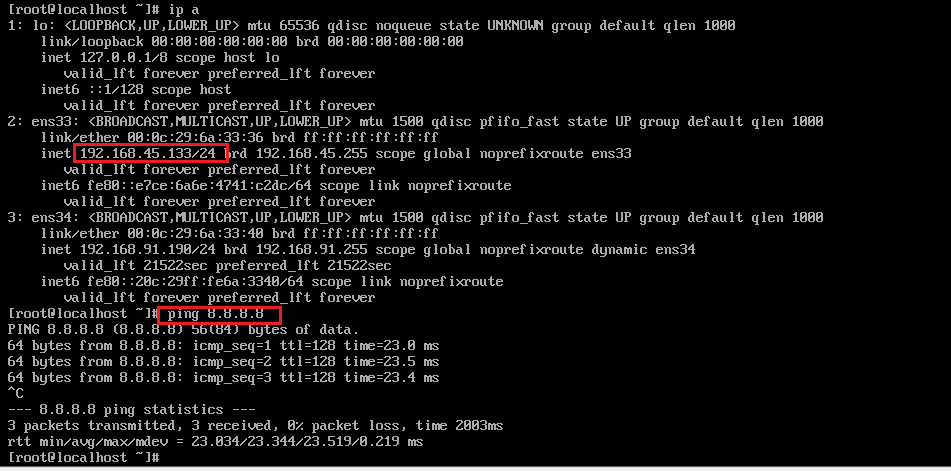 [root@localhost ~]# ip a
1: lo: <LOOPBACK,UP,LOWER_UP> mtu 65536 qdisc noqueue state UNKNOWN group default qlen 1000
    link/loopback 00:00:00:00:00:00 brd 00:00:00:00:00:00
    inet 127.0.0.1/8 scope host lo
       valid_lft forever preferred_lft forever
    inet6 ::1/128 scope host
       valid_lft forever preferred_lft forever
2: ens33: <BROADCAST,MULTICAST,UP,LOWER_UP> mtu 1500 qdisc pfifo_fast state UP group default qlen 1000
    link/ether 00:0c:29:6a:33:36 brd ff:ff:ff:ff:ff:ff
    inet 192.168.45.133/24 brd 192.168.45.255 scope global noprefixroute ens33
       valid_lft forever preferred_lft forever
    inet6 fe80::e7ce:6a6e:4741:c2dc/64 scope link noprefixroute
       valid_lft forever preferred_lft forever
3: ens34: <BROADCAST,MULTICAST,UP,LOWER_UP> mtu 1500 qdisc pfifo_fast state UP group default qlen 1000
    link/ether 00:0c:29:6a:33:40 brd ff:ff:ff:ff:ff:ff
    inet 192.168.91.190/24 brd 192.168.91.255 scope global noprefixroute dynamic ens34
       valid_lft 21522sec preferred_lft 21522sec
    inet6 fe80::20c:29ff:fe6a:3340/64 scope link noprefixroute
       valid_lft forever preferred_lft forever
[root@localhost ~]# ping 8.8.8.8
PING 8.8.8.8 (8.8.8.8) 56(84) bytes of data.
64 bytes from 8.8.8.8: icmp_seq=1 ttl=128 time=23.0 ms
64 bytes from 8.8.8.8: icmp_seq=2 ttl=128 time=23.5 ms
64 bytes from 8.8.8.8: icmp_seq=3 ttl=128 time=23.4 ms
^C
--- 8.8.8.8 ping statistics ---
3 packets transmitted, 3 received, 0% packet loss, time 2003ms
rtt min/avg/max/mdev = 23.034/23.344/23.519/0.219 ms
[root@localhost ~]#